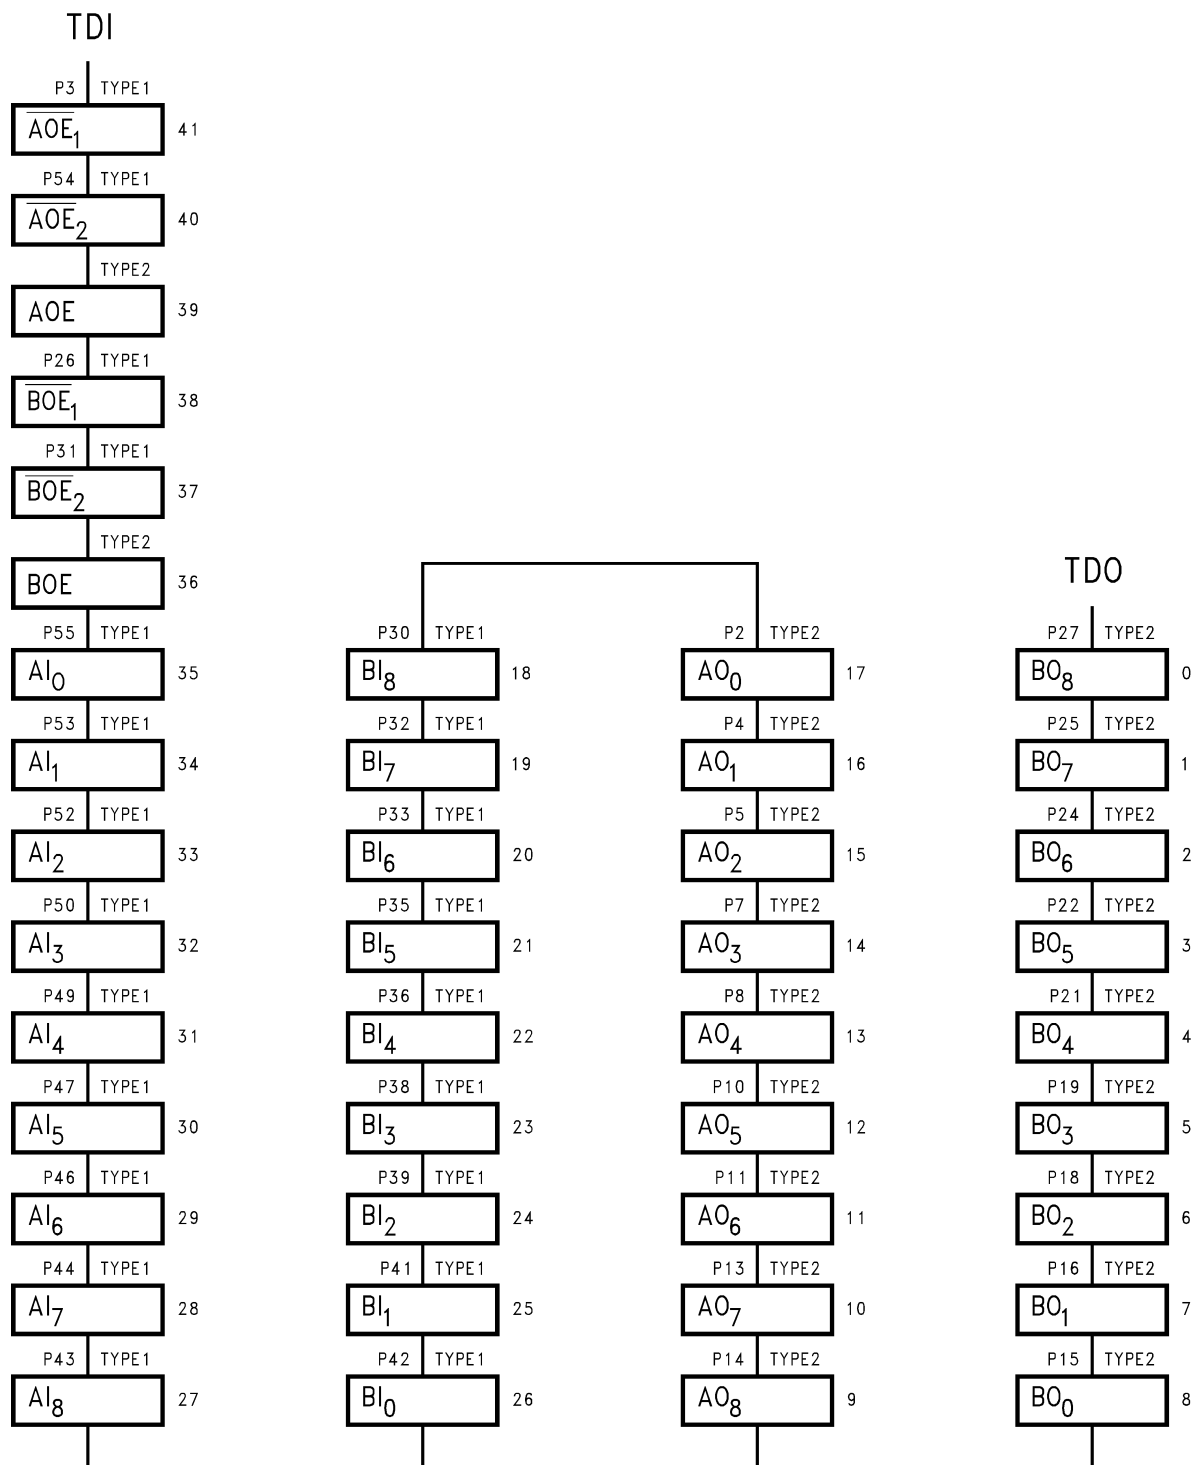 TDI
P3 TYPE1
AOE1 41
P54 TYPE1
AOE2 40
TYPE2
AOE 39
P26 TYPE1
BOE1 38
P31 TYPE1
BOE2 37
TYPE2
BOE 36
P55 TYPE1
AI0 35
P53 TYPE1
AI1 34
P52 TYPE1
AI2 33
P50 TYPE1
AI3 32
P49 TYPE1
AI4 31
P47 TYPE1
AI5 30
P46 TYPE1
AI6 29
P44 TYPE1
AI7 28
P43 TYPE1
AI8 27
P30 TYPE1
BI8 18
P32 TYPE1
BI7 19
P33 TYPE1
BI6 20
P35 TYPE1
BI5 21
P36 TYPE1
BI4 22
P38 TYPE1
BI3 23
P39 TYPE1
BI2 24
P41 TYPE1
BI1 25
P42 TYPE1
BI0 26
P2 TYPE2
AO0 17
P4 TYPE2
AO1 16
P5 TYPE2
AO2 15
P7 TYPE2
AO3 14
P8 TYPE2
AO4 13
P10 TYPE2
AO5 12
P11 TYPE2
AO6 11
P13 TYPE2
AO7 10
P14 TYPE2
AO8 9
TDO
P27 TYPE2
BO8 0
P25 TYPE2
BO7 1
P24 TYPE2
BO6 2
P22 TYPE2
BO5 3
P21 TYPE2
BO4 4
P19 TYPE2
BO3 5
P18 TYPE2
BO2 6
P16 TYPE2
BO1 7
P15 TYPE2
BO0 8